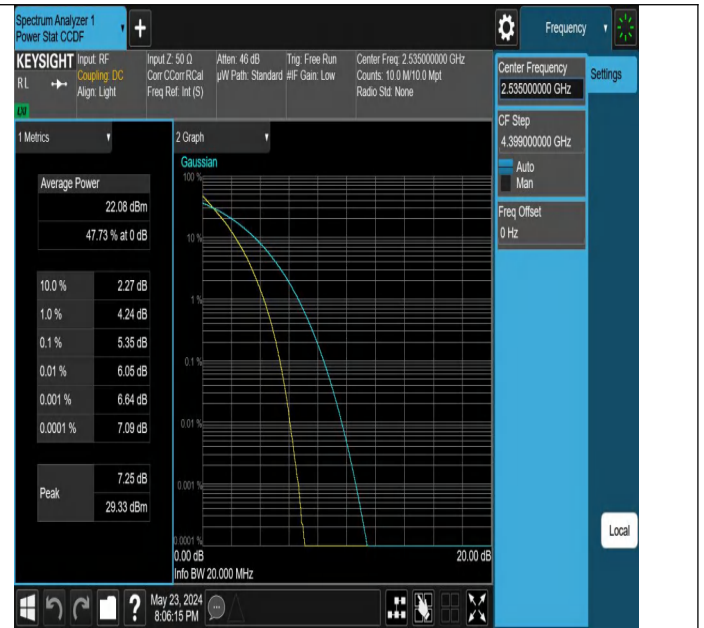 Spectrum Analyzer 1
Power Stat CCDF
Frequency
KEYSIGHT
RL
LXI
Input: RF
Coupling: DC
Align: Light
Input Z: 50 Ω
Corr CCorr RCal
Freq Ref: Int (S)
Atten: 46 dB
µW Path: Standard
Trig: Free Run
#IF Gain: Low
Center Freq: 2.535000000 GHz
Counts: 10.0 M/10.0 Mpt
Radio Std: None
1 Metrics
Average Power
22.08 dBm
47.73 % at 0 dB
10.0 % 2.27 dB
1.0 % 4.24 dB
0.1 % 5.35 dB
0.01 % 6.05 dB
0.001 % 6.64 dB
0.0001 % 7.09 dB
Peak
7.25 dB
29.33 dBm
2 Graph
Gaussian
100 %
10 %
1 %
0.1 %
0.01 %
0.001 %
0.0001 %
0.00 dB
20.00 dB
Info BW 20.000 MHz
Center Frequency
2.535000000 GHz
CF Step
4.399000000 GHz
Auto
Man
Freq Offset
0 Hz
Settings
Local
?
May 23, 2024
8:06:15 PM